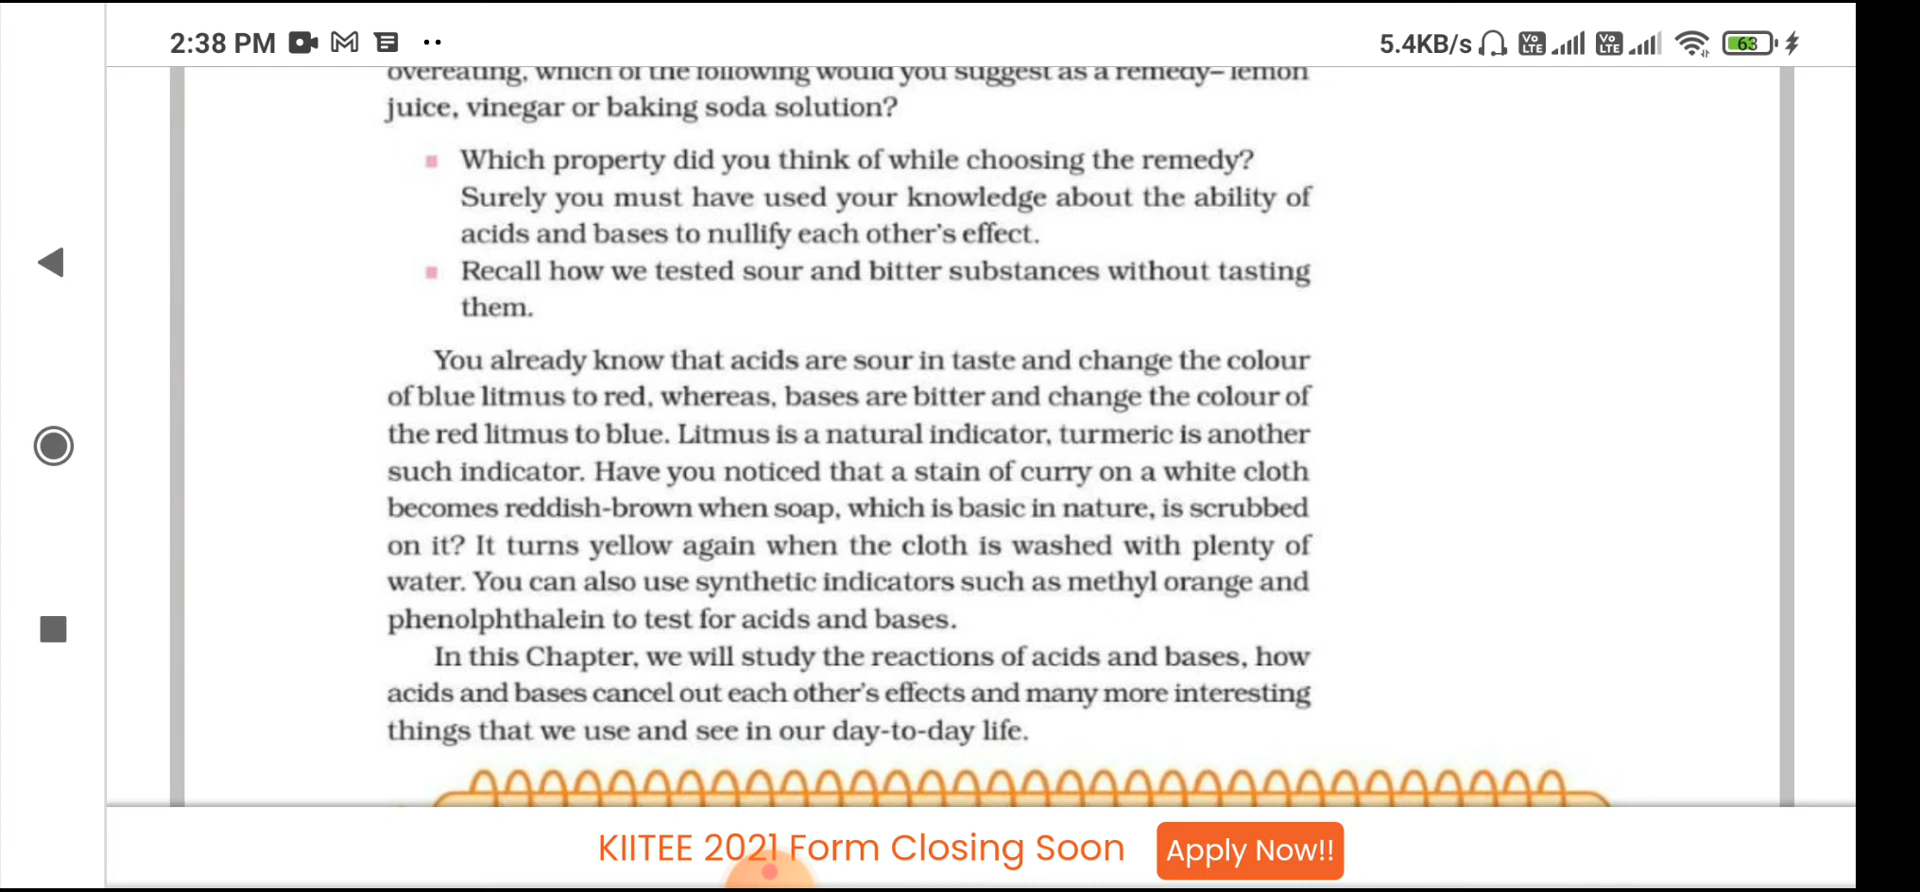 2:38 PM
5.4KB/s Vo LTE Vo LTE 63
overeating, which of the following would you suggest as a remedy– lemon
juice, vinegar or baking soda solution?
Which property did you think of while choosing the remedy?
Surely you must have used your knowledge about the ability of
acids and bases to nullify each other's effect.
Recall how we tested sour and bitter substances without tasting
them.
You already know that acids are sour in taste and change the colour
of blue litmus to red, whereas, bases are bitter and change the colour of
the red litmus to blue. Litmus is a natural indicator, turmeric is another
such indicator. Have you noticed that a stain of curry on a white cloth
becomes reddish-brown when soap, which is basic in nature, is scrubbed
on it? It turns yellow again when the cloth is washed with plenty of
water. You can also use synthetic indicators such as methyl orange and
phenolphthalein to test for acids and bases.
In this Chapter, we will study the reactions of acids and bases, how
acids and bases cancel out each other's effects and many more interesting
things that we use and see in our day-to-day life.
KIITEE 2021 Form Closing Soon
Apply Now!!